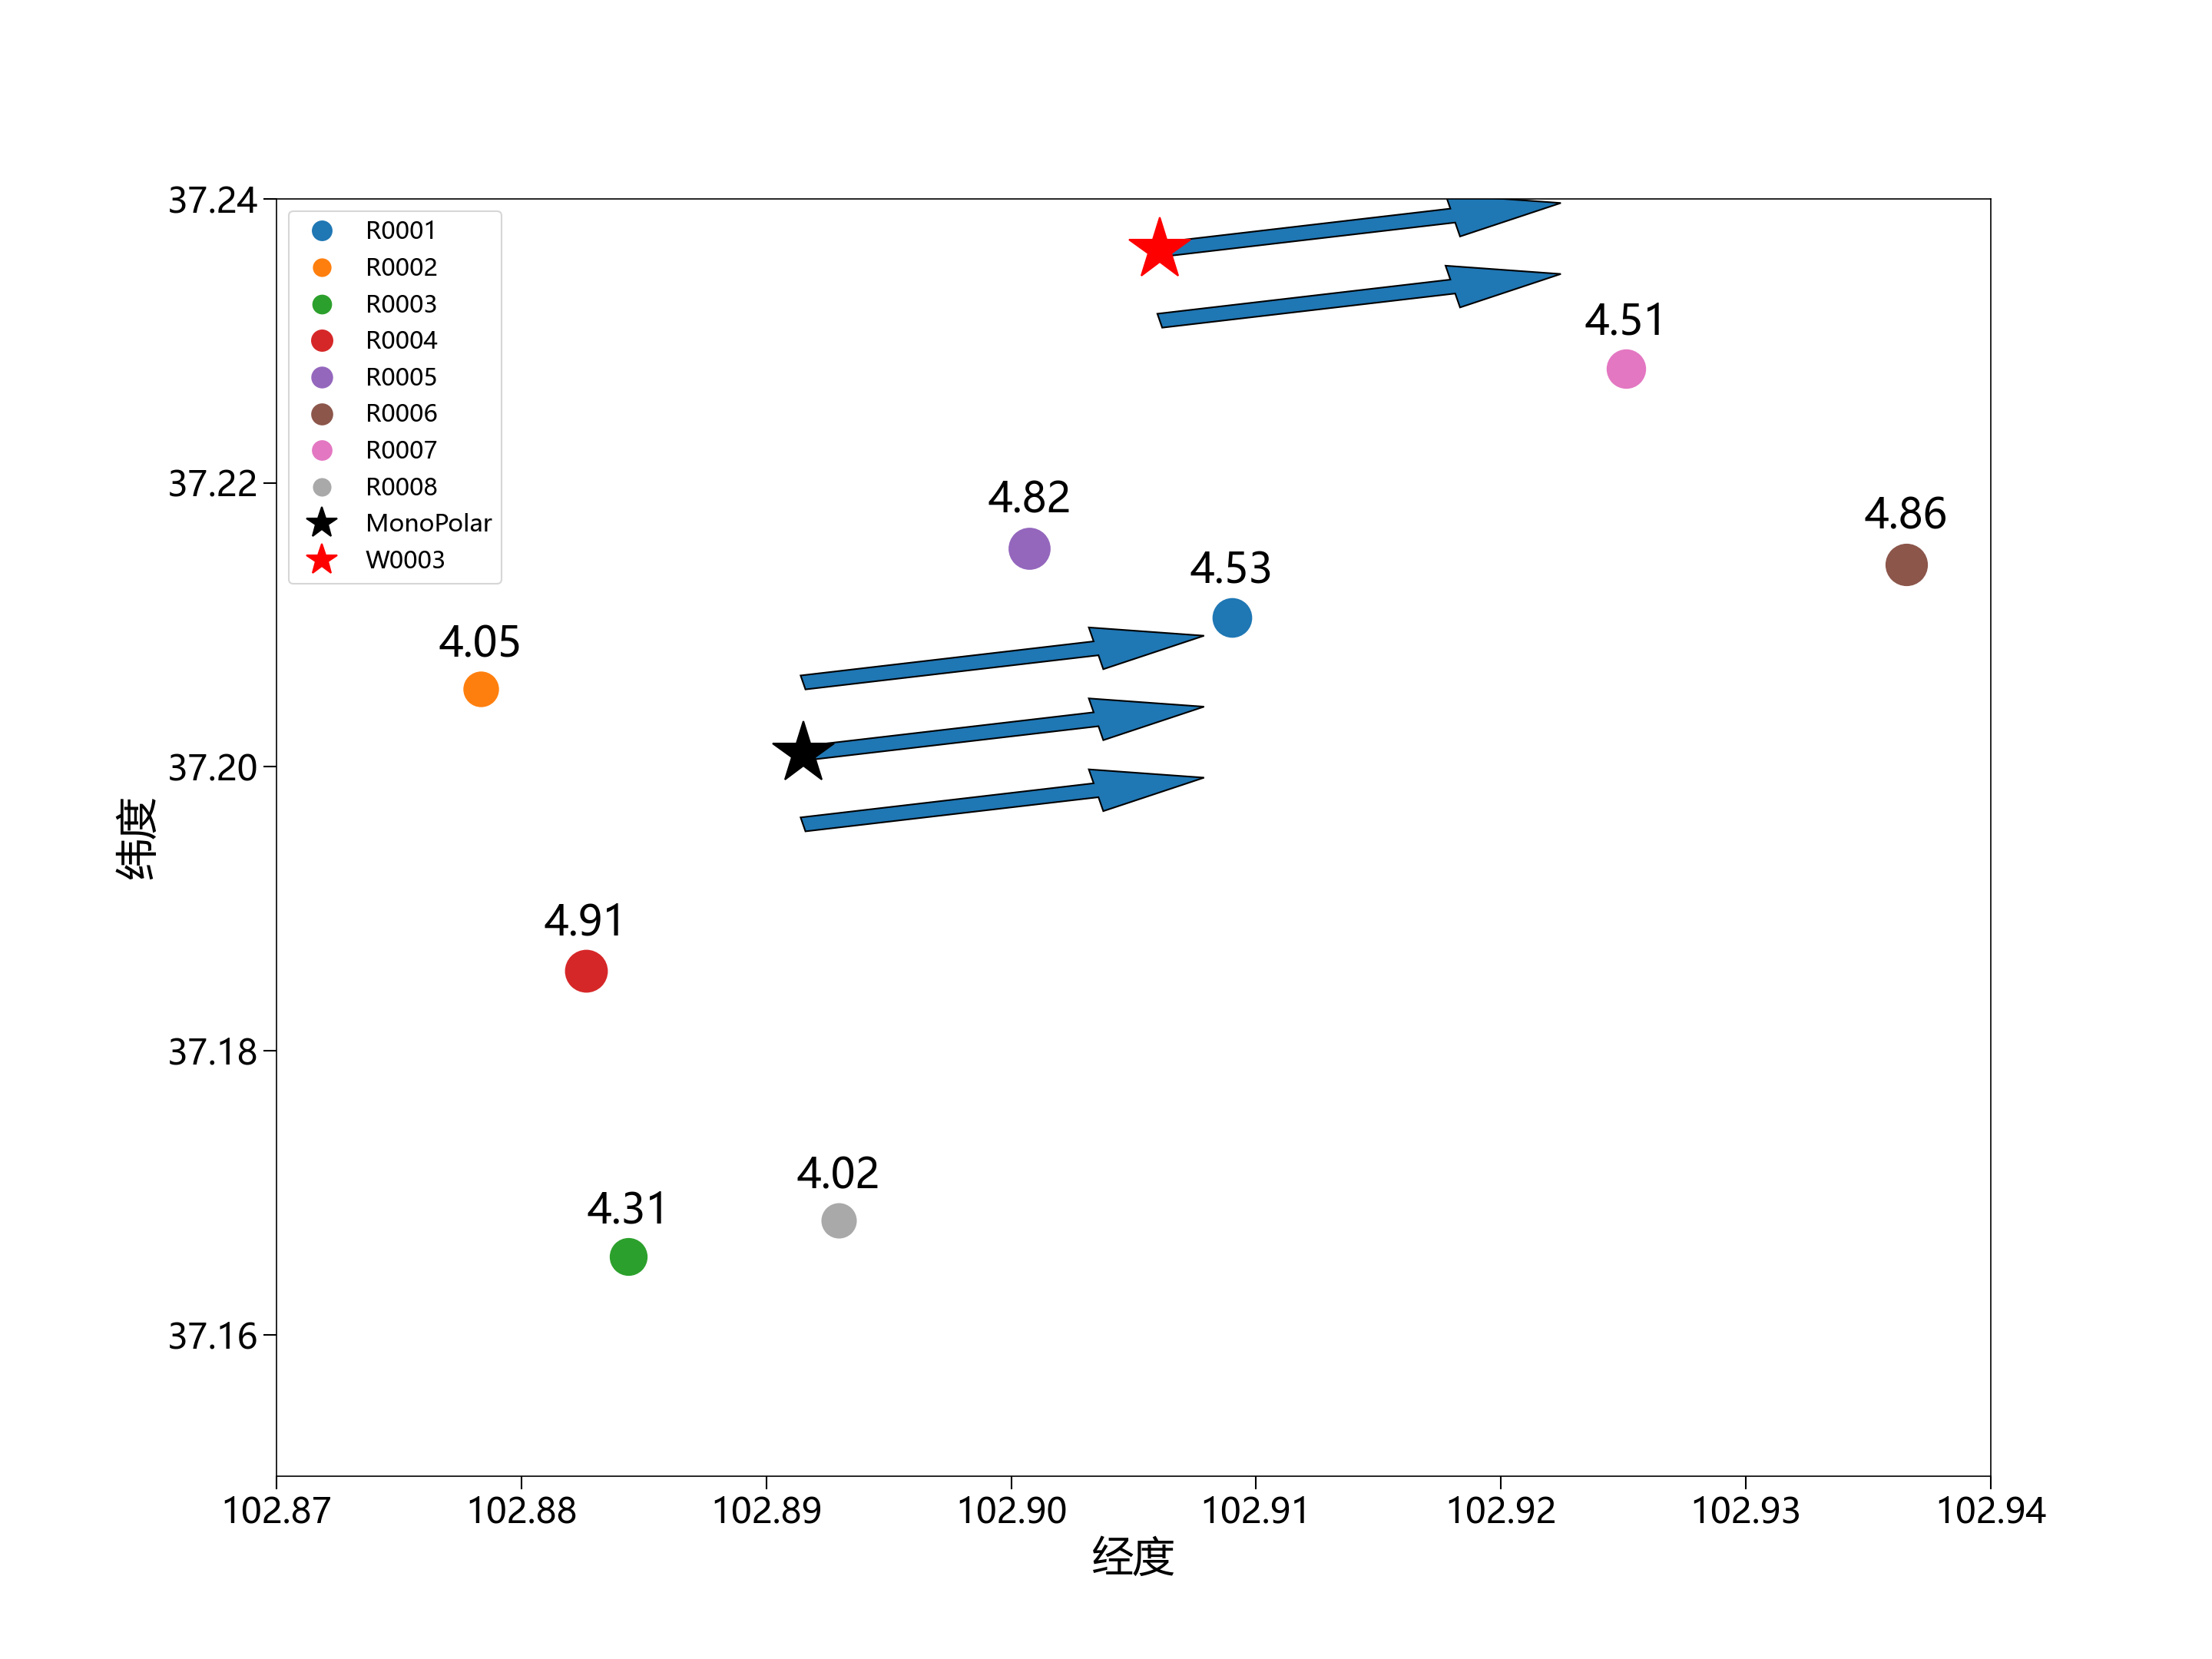 37.24
37.22
37.20
37.18
37.16
纬度
R0001
R0002
R0003
R0004
R0005
R0006
R0007
R0008
MonoPolar
W0003
4.51
4.82
4.86
4.53
4.05
4.91
4.02
4.31
102.87 102.88 102.89 102.90 102.91 102.92 102.93 102.94
经度